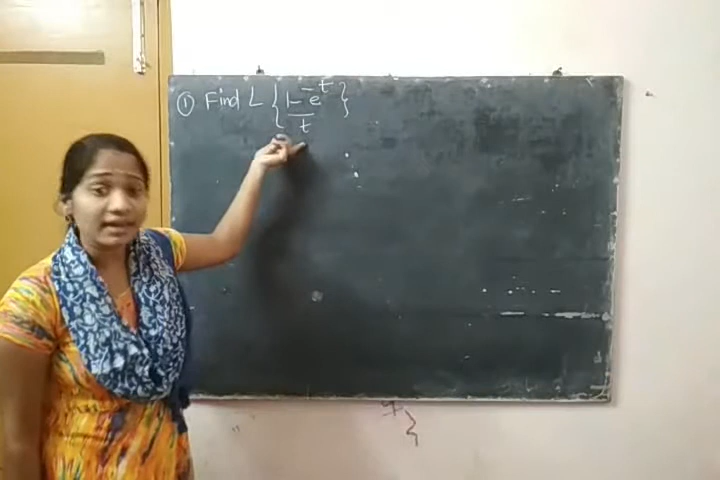 ① Find L { 1-e^t / t }